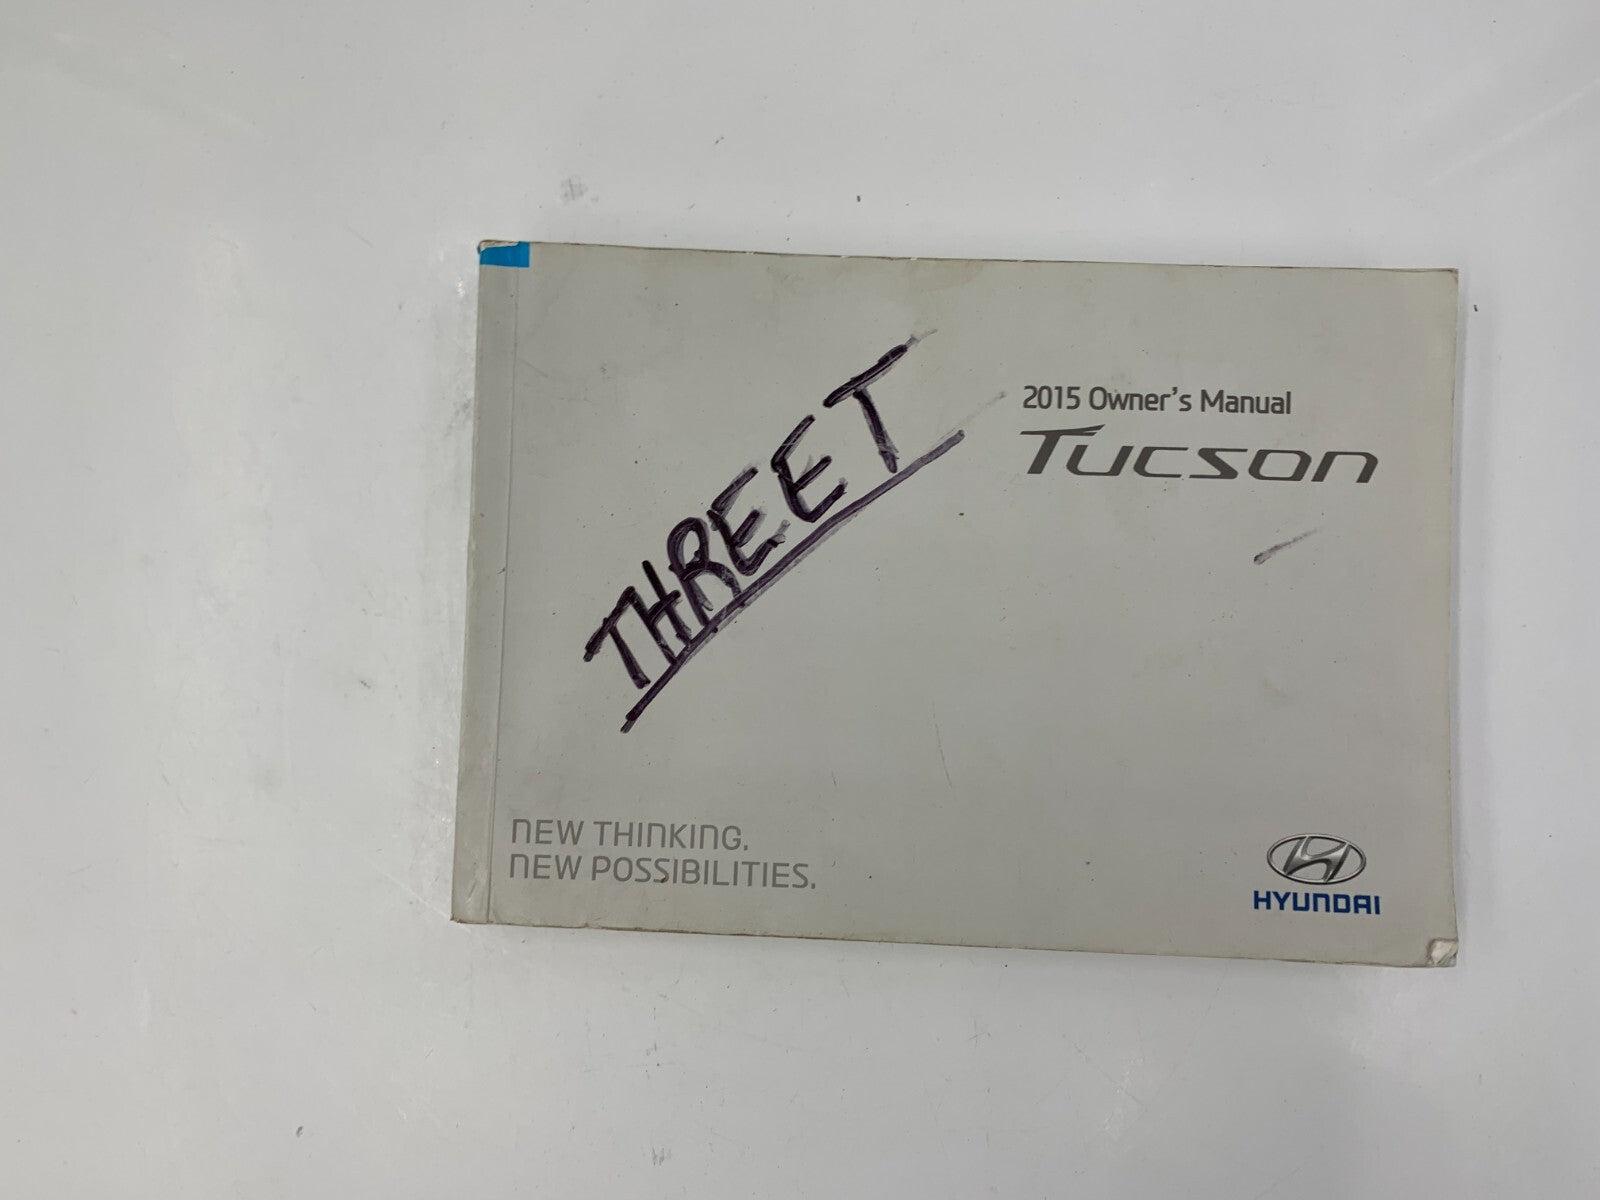 2015 Owner's Manual
Tucson
THREET
NEW THINKING.
NEW POSSIBILITIES.
HYUNDAI